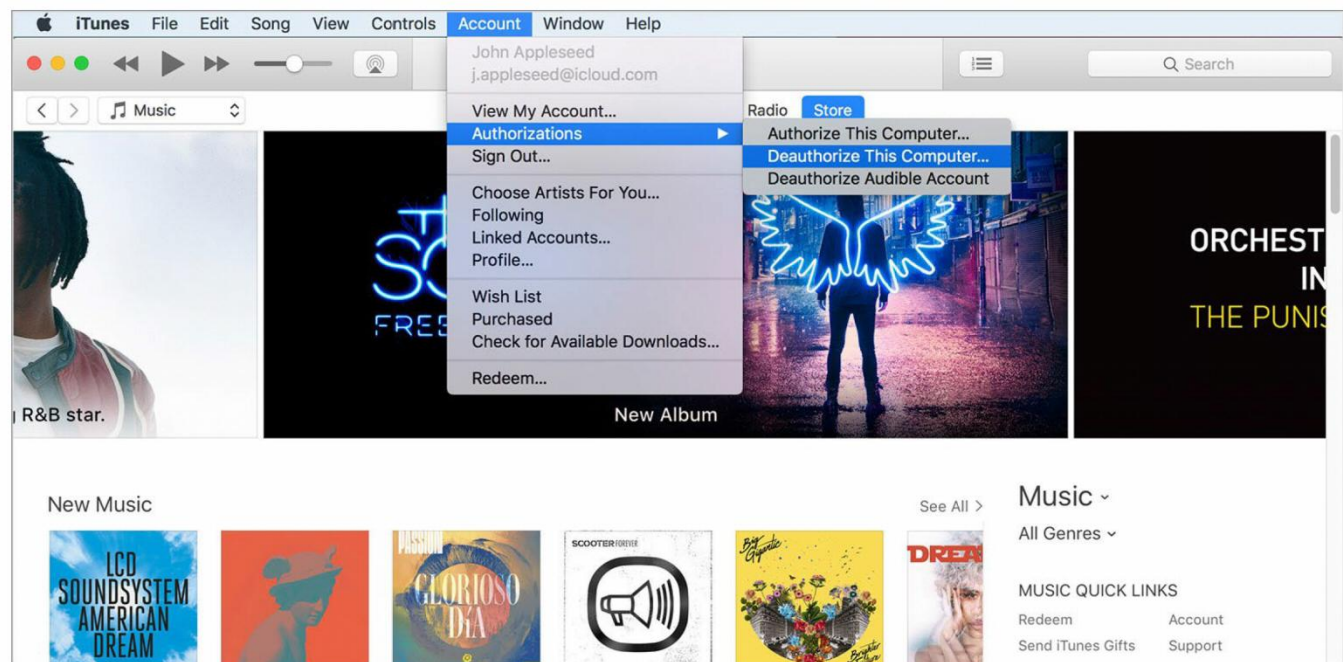 iTunes File Edit Song View Controls Account Window Help
John Appleseed
j.appleseed@icloud.com
Search
Music
Radio Store
View My Account...
Authorizations
Sign Out...
Authorize This Computer...
Deauthorize This Computer...
Deauthorize Audible Account
Choose Artists For You...
Following
Linked Accounts...
Profile...
Wish List
Purchased
Check for Available Downloads...
Redeem...
R&B star.
FREE
New Album
ORCHEST
IN
THE PUNIS
New Music
See All >
LCD
SOUNDSYSTEM
AMERICAN
DREAM
PASSION
GLORIOSO
DÍA
SCOOTER FOREVER
Big
Gigantic
Brighter
DREA
Music
All Genres
MUSIC QUICK LINKS
Redeem Account
Send iTunes Gifts Support